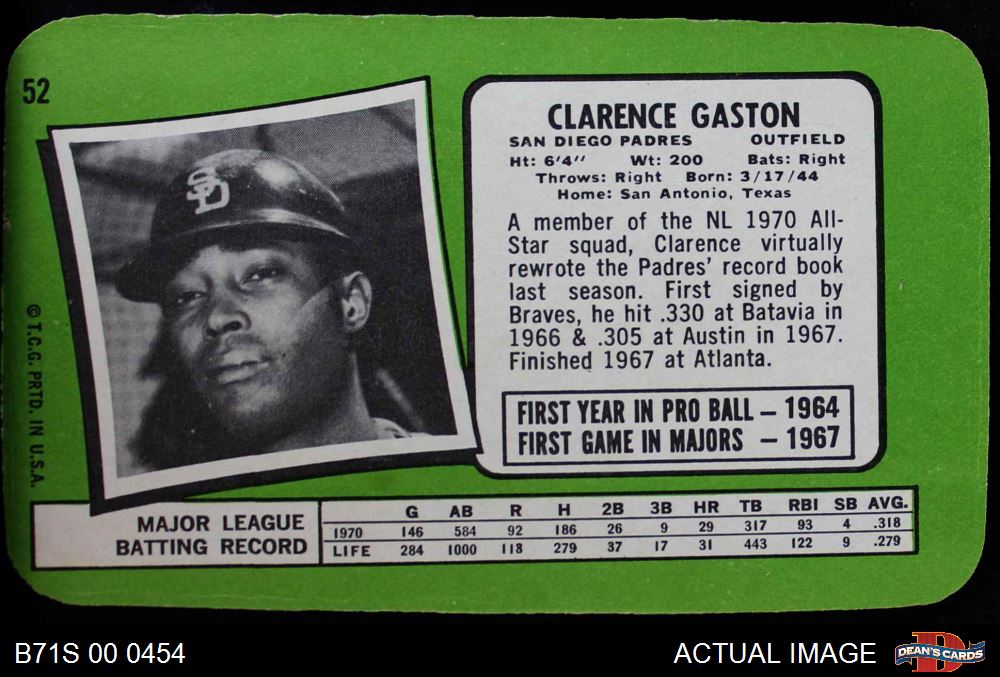 52
SD
CLARENCE GASTON
SAN DIEGO PADRES OUTFIELD
Ht: 6'4" Wt: 200 Bats: Right
Throws: Right Born: 3/17/44
Home: San Antonio, Texas
A member of the NL 1970 All-
Star squad, Clarence virtually
rewrote the Padres' record book
last season. First signed by
Braves, he hit .330 at Batavia in
1966 & .305 at Austin in 1967.
Finished 1967 at Atlanta.
FIRST YEAR IN PRO BALL – 1964
FIRST GAME IN MAJORS – 1967
© T.C.G. PRTD. IN U.S.A.
MAJOR LEAGUE
BATTING RECORD
G AB R H 2B 3B HR TB RBI SB AVG.
1970 146 584 92 186 26 9 29 317 93 4 .318
LIFE 284 1000 118 279 37 17 31 443 122 9 .279
B71S 00 0454
ACTUAL IMAGE
D
DEAN'S CARDS